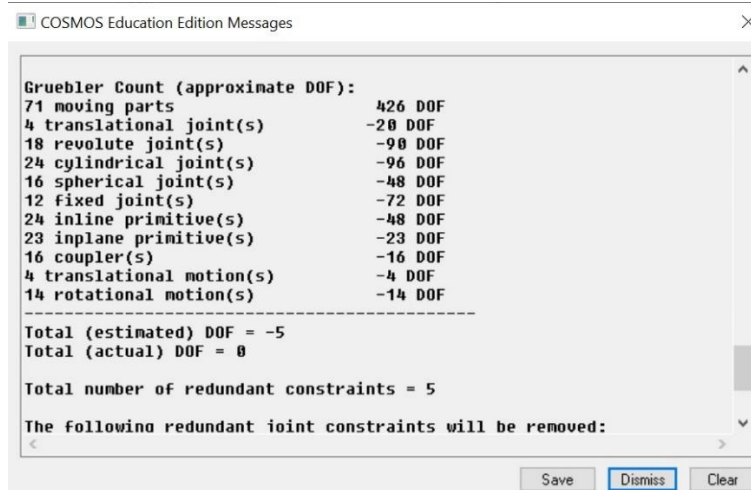 COSMOS Education Edition Messages
Gruebler Count (approximate DOF):
71 moving parts 426 DOF
4 translational joint(s) -20 DOF
18 revolute joint(s) -90 DOF
24 cylindrical joint(s) -96 DOF
16 spherical joint(s) -48 DOF
12 fixed joint(s) -72 DOF
24 inline primitive(s) -48 DOF
23 inplane primitive(s) -23 DOF
16 coupler(s) -16 DOF
4 translational motion(s) -4 DOF
14 rotational motion(s) -14 DOF
-----------------------------------------------
Total (estimated) DOF = -5
Total (actual) DOF = 0
Total number of redundant constraints = 5
The following redundant joint constraints will be removed:
Save Dismiss Clear